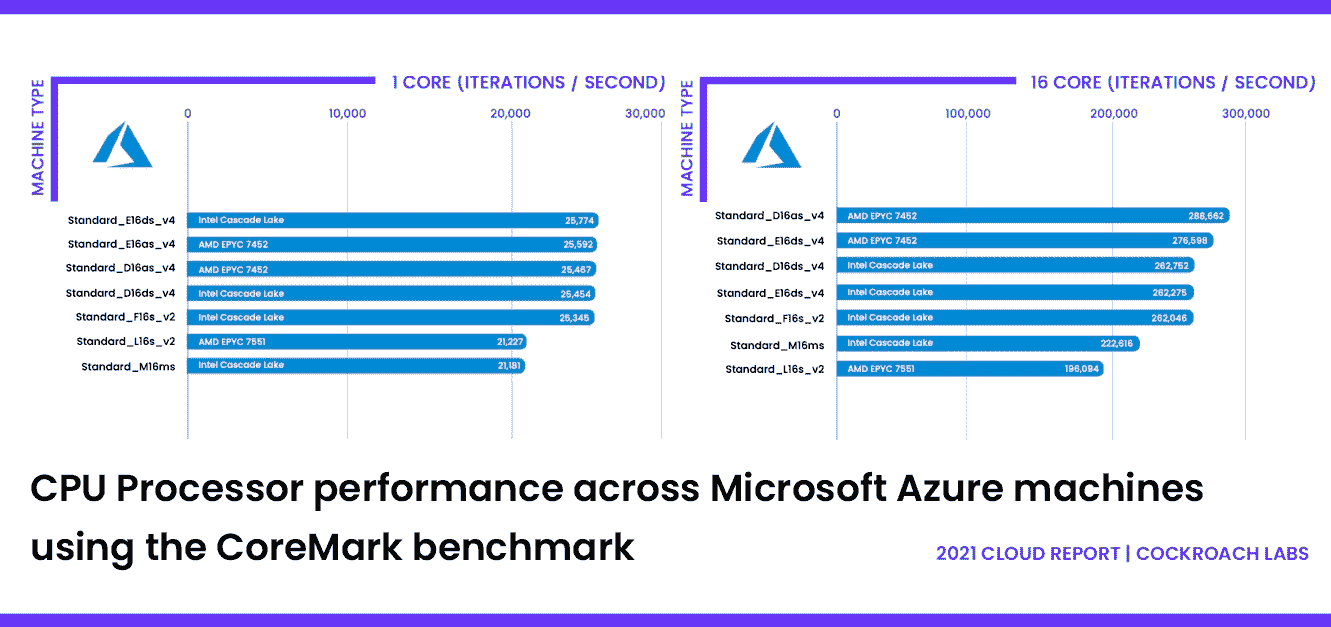 1 CORE (ITERATIONS / SECOND)
MACHINE TYPE
0 10,000 20,000 30,000
Standard_E16ds_v4 Intel Cascade Lake 25,774
Standard_E16as_v4 AMD EPYC 7452 25,592
Standard_D16as_v4 AMD EPYC 7452 25,467
Standard_D16ds_v4 Intel Cascade Lake 25,454
Standard_F16s_v2 Intel Cascade Lake 25,345
Standard_L16s_v2 AMD EPYC 7551 21,227
Standard_M16ms Intel Cascade Lake 21,181
16 CORE (ITERATIONS / SECOND)
MACHINE TYPE
0 100,000 200,000 300,000
Standard_D16as_v4 AMD EPYC 7452 288,662
Standard_E16ds_v4 AMD EPYC 7452 276,598
Standard_D16ds_v4 Intel Cascade Lake 262,752
Standard_E16ds_v4 Intel Cascade Lake 262,275
Standard_F16s_v2 Intel Cascade Lake 262,046
Standard_M16ms Intel Cascade Lake 222,616
Standard_L16s_v2 AMD EPYC 7551 196,094
CPU Processor performance across Microsoft Azure machines
using the CoreMark benchmark
2021 CLOUD REPORT | COCKROACH LABS